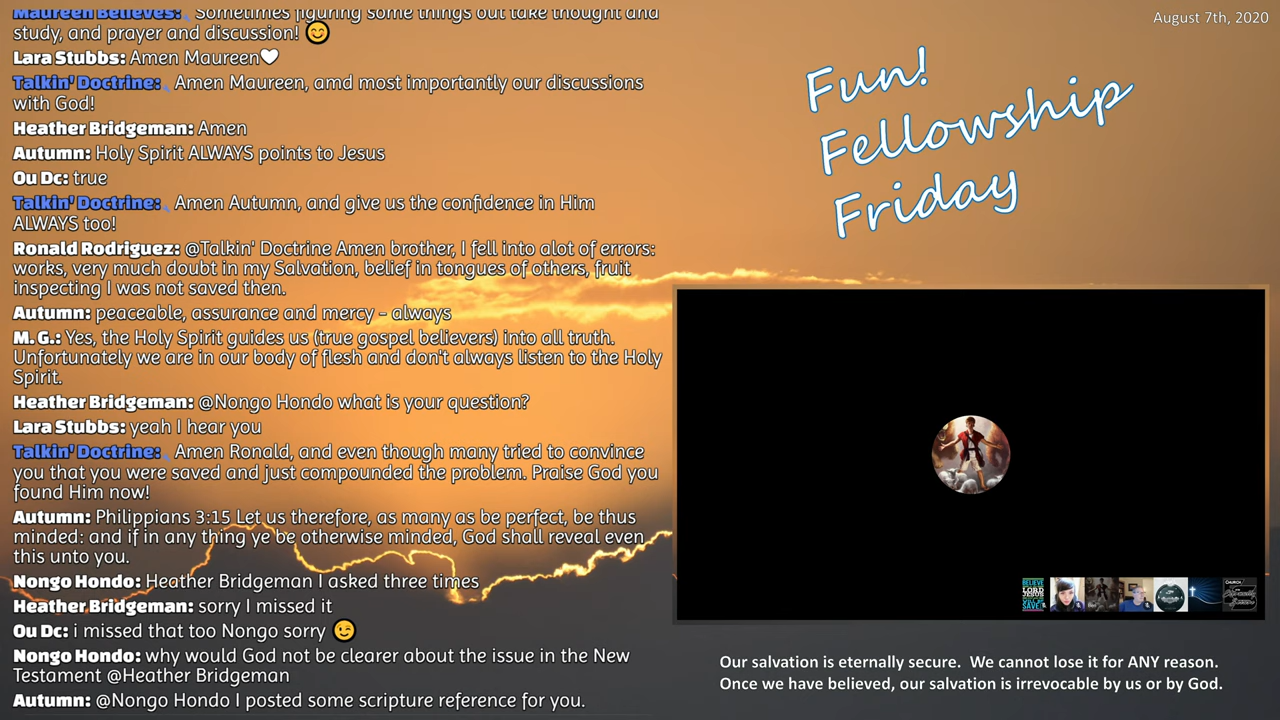 Maureen Believes: Sometimes figuring some things out take thought and
study, and prayer and discussion! 😊
Lara Stubbs: Amen Maureen🤍
Talkin' Doctrine: Amen Maureen, amd most importantly our discussions
with God!
Heather Bridgeman: Amen
Autumn: Holy Spirit ALWAYS points to Jesus
Ou Dc: true
Talkin' Doctrine: Amen Autumn, and give us the confidence in Him
ALWAYS too!
Ronald Rodriguez: @Talkin' Doctrine Amen brother, I fell into alot of errors:
works, very much doubt in my Salvation, belief in tongues of others, fruit
inspecting I was not saved then.
Autumn: peaceable, assurance and mercy - always
M. G.: Yes, the Holy Spirit guides us (true gospel believers) into all truth.
Unfortunately we are in our body of flesh and don't always listen to the Holy
Spirit.
Heather Bridgeman: @Nongo Hondo what is your question?
Lara Stubbs: yeah I hear you
Talkin' Doctrine: Amen Ronald, and even though many tried to convince
you that you were saved and just compounded the problem. Praise God you
found Him now!
Autumn: Philippians 3:15 Let us therefore, as many as be perfect, be thus
minded: and if in any thing ye be otherwise minded, God shall reveal even
this unto you.
Nongo Hondo: Heather Bridgeman I asked three times
Heather Bridgeman: sorry I missed it
Ou Dc: i missed that too Nongo sorry 😉
Nongo Hondo: why would God not be clearer about the issue in the New
Testament @Heather Bridgeman
Autumn: @Nongo Hondo I posted some scripture reference for you.
August 7th, 2020
Fun!
Fellowship
Friday
BELIEVE
LORD
JESUS
SAVE
CHURCH
Our salvation is eternally secure. We cannot lose it for ANY reason.
Once we have believed, our salvation is irrevocable by us or by God.